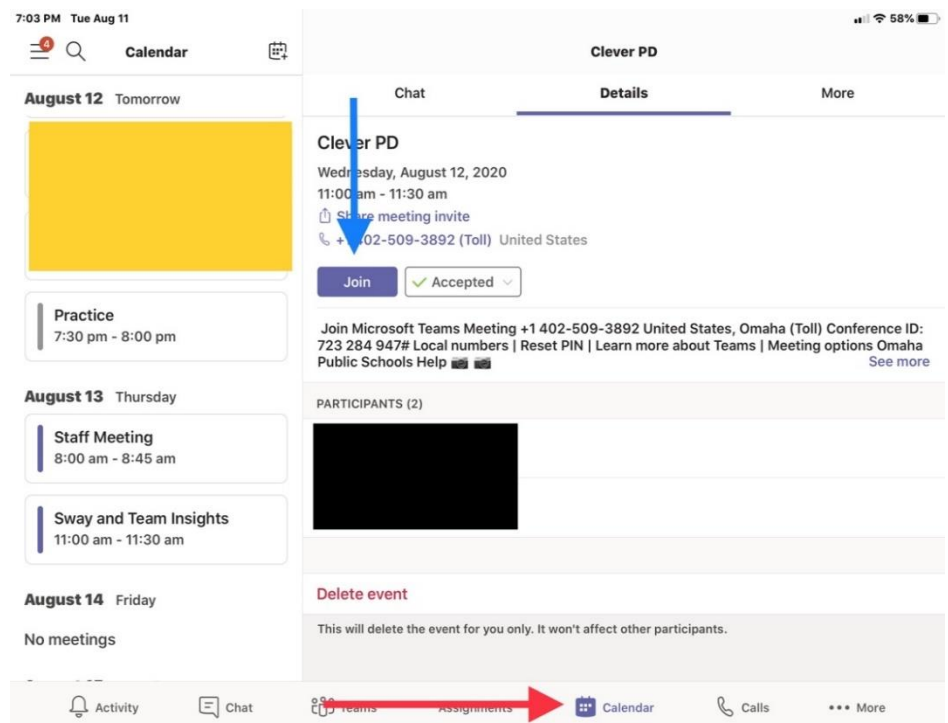 7:03 PM Tue Aug 11
58%
4
Calendar
Clever PD
August 12 Tomorrow
Practice
7:30 pm - 8:00 pm
August 13 Thursday
Staff Meeting
8:00 am - 8:45 am
Sway and Team Insights
11:00 am - 11:30 am
August 14 Friday
No meetings
Chat
Details
More
Clever PD
Wednesday, August 12, 2020
11:00 am - 11:30 am
Share meeting invite
+1 402-509-3892 (Toll) United States
Join
Accepted
Join Microsoft Teams Meeting +1 402-509-3892 United States, Omaha (Toll) Conference ID:
723 284 947# Local numbers | Reset PIN | Learn more about Teams | Meeting options Omaha
Public Schools Help
See more
PARTICIPANTS (2)
Delete event
This will delete the event for you only. It won't affect other participants.
Activity
Chat
Teams
Assignments
Calendar
Calls
More